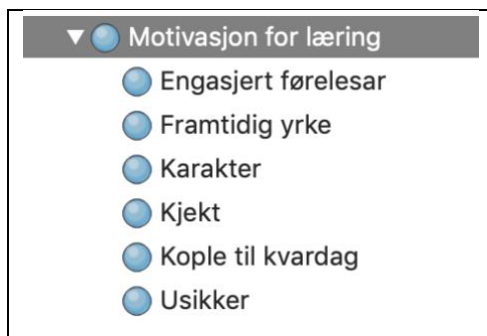 Motivasjon for læring
Engasjert førelesar
Framtidig yrke
Karakter
Kjekt
Kople til kvardag
Usikker